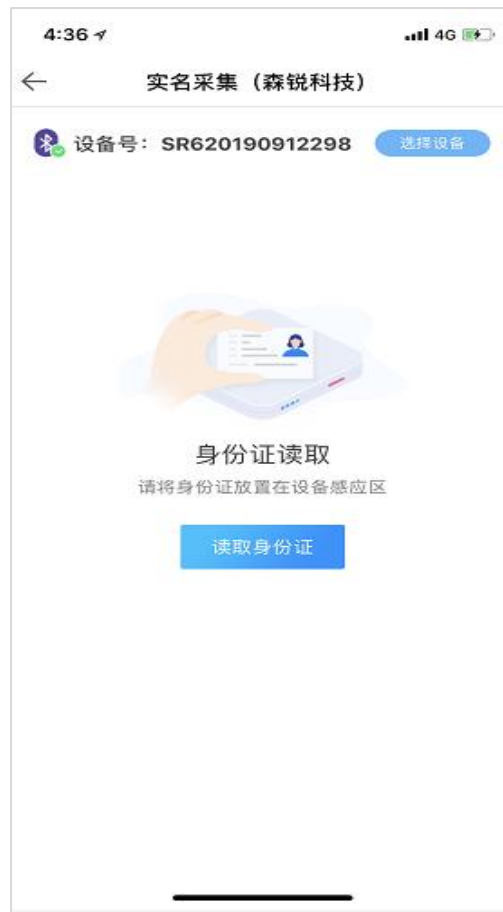 4:36
4G
实名采集（森锐科技）
设备号：SR620190912298
选择设备
身份证读取
请将身份证放置在设备感应区
读取身份证